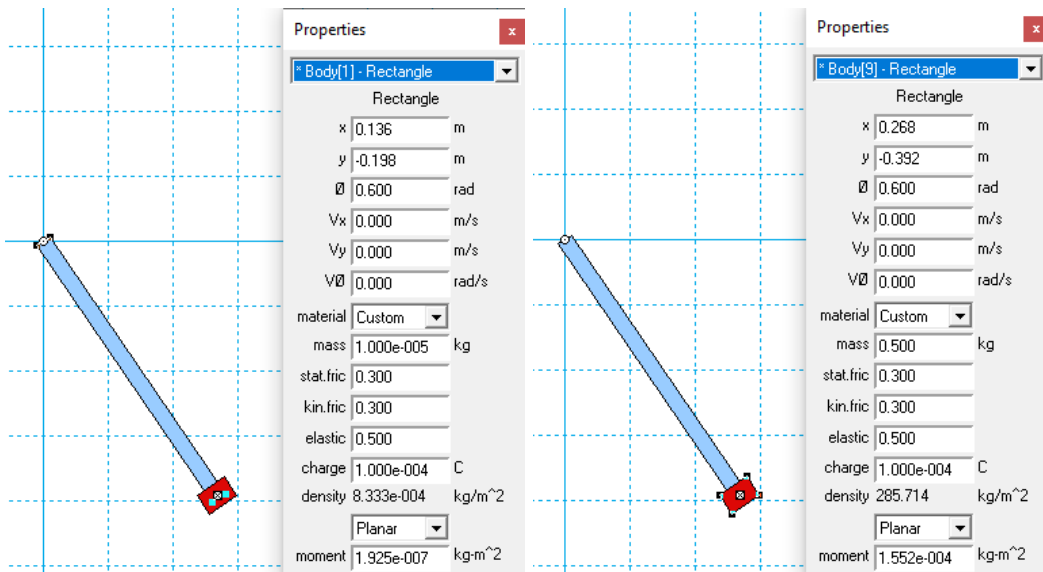 Properties
x
* Body[1] - Rectangle
Rectangle
x 0.136 m
y -0.198 m
Ø 0.600 rad
Vx 0.000 m/s
Vy 0.000 m/s
VØ 0.000 rad/s
material Custom
mass 1.000e-005 kg
stat.fric 0.300
kin.fric 0.300
elastic 0.500
charge 1.000e-004 C
density 8.333e-004 kg/m^2
Planar
moment 1.925e-007 kg-m^2
Properties
x
* Body[9] - Rectangle
Rectangle
x 0.268 m
y -0.392 m
Ø 0.600 rad
Vx 0.000 m/s
Vy 0.000 m/s
VØ 0.000 rad/s
material Custom
mass 0.500 kg
stat.fric 0.300
kin.fric 0.300
elastic 0.500
charge 1.000e-004 C
density 285.714 kg/m^2
Planar
moment 1.552e-004 kg-m^2